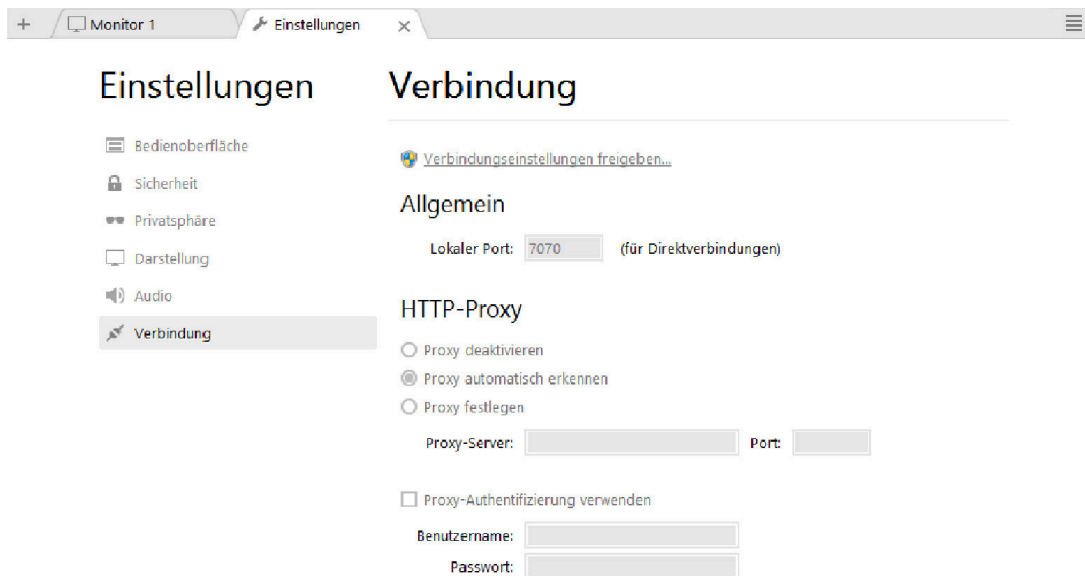 Monitor 1
Einstellungen
Einstellungen
Bedienoberfläche
Sicherheit
Privatsphäre
Darstellung
Audio
Verbindung
Verbindung
Verbindungseinstellungen freigeben...
Allgemein
Lokaler Port: 7070 (für Direktverbindungen)
HTTP-Proxy
Proxy deaktivieren
Proxy automatisch erkennen
Proxy festlegen
Proxy-Server: Port:
Proxy-Authentifizierung verwenden
Benutzername:
Passwort: